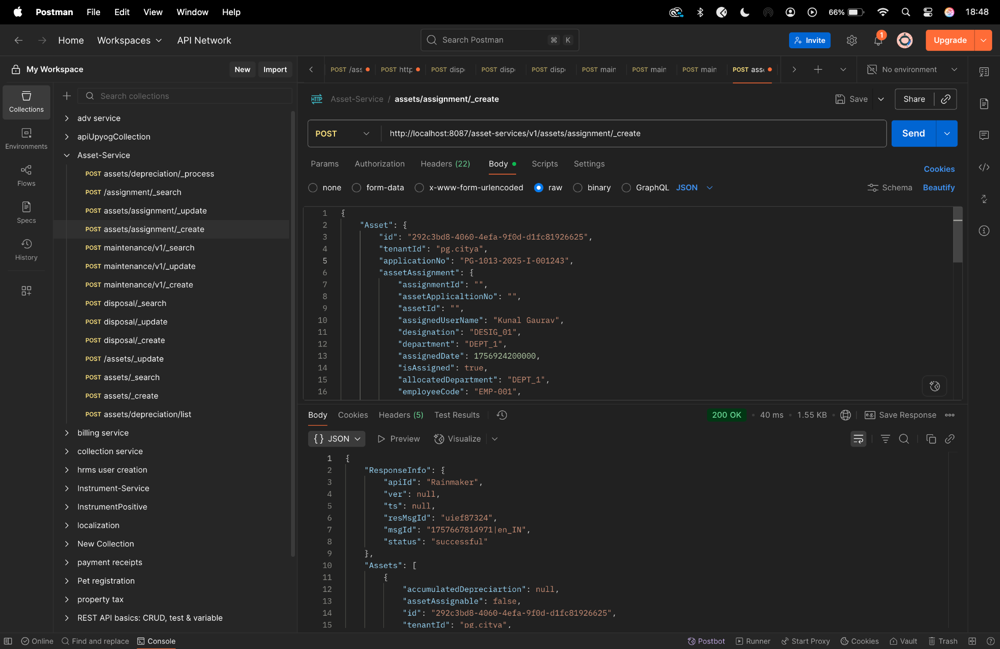 Postman File Edit View Window Help 66% 18:48
Home Workspaces API Network Search Postman ⌘ K Invite 1 Upgrade
My Workspace New Import
POST /ass POST http POST disp POST disp POST disp POST main POST main POST main POST ass No environment
Collections
Environments
Flows
Specs
History
Search collections
adv service
apiUpyogCollection
Asset-Service
POST assets/depreciation/_process
POST /assignment/_search
POST assets/assignment/_update
POST assets/assignment/_create
POST maintenance/v1/_search
POST maintenance/v1/_update
POST maintenance/v1/_create
POST disposal/_search
POST disposal/_update
POST disposal/_create
POST /assets/_update
POST assets/_search
POST assets/_create
POST assets/depreciation/list
billing service
collection service
hrms user creation
Instrument-Service
InstrumentPositive
localization
New Collection
payment receipts
Pet registration
property tax
REST API basics: CRUD, test & variable
HTTP Asset-Service / assets/assignment/_create Save Share
POST http://localhost:8087/asset-services/v1/assets/assignment/_create Send
Params Authorization Headers (22) Body Scripts Settings Cookies
none form-data x-www-form-urlencoded raw binary GraphQL JSON Schema Beautify
1 {
2 "Asset": {
3 "id": "292c3bd8-4060-4efa-9f0d-d1fc81926625",
4 "tenantId": "pg.citya",
5 "applicationNo": "PG-1013-2025-I-001243",
6 "assetAssignment": {
7 "assignmentId": "",
8 "assetApplicaltionNo": "",
9 "assetId": "",
10 "assignedUserName": "Kunal Gaurav",
11 "designation": "DESIG_01",
12 "department": "DEPT_1",
13 "assignedDate": 1756924200000,
14 "isAssigned": true,
15 "allocatedDepartment": "DEPT_1",
16 "employeeCode": "EMP-001",
Body Cookies Headers (5) Test Results 200 OK • 40 ms • 1.55 KB e.g. Save Response
{} JSON Preview Visualize
1 {
2 "ResponseInfo": {
3 "apiId": "Rainmaker",
4 "ver": null,
5 "ts": null,
6 "resMsgId": "uief87324",
7 "msgId": "1757667814971|en_IN",
8 "status": "successful"
9 },
10 "Assets": [
11 {
12 "accumulatedDepreciartion": null,
13 "assetAssignable": false,
14 "id": "292c3bd8-4060-4efa-9f0d-d1fc81926625",
15 "tenantId": "pg.citya",
Online Find and replace Console Postbot Runner Start Proxy Cookies Vault Trash